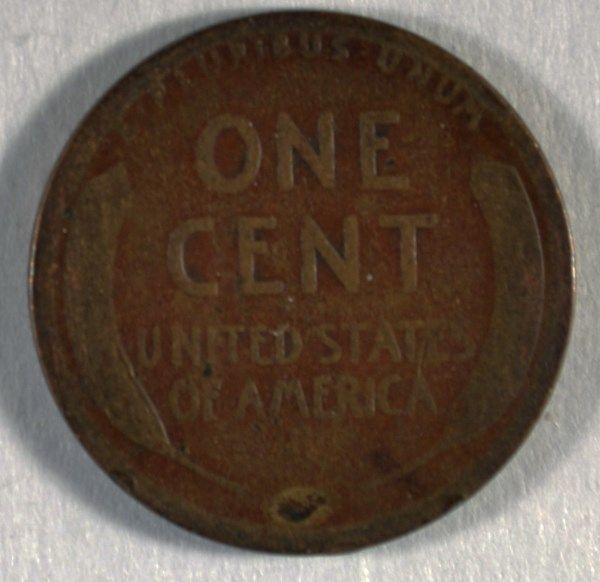 E PLURIBUS UNUM
ONE
CENT
UNITED STATES
OF AMERICA